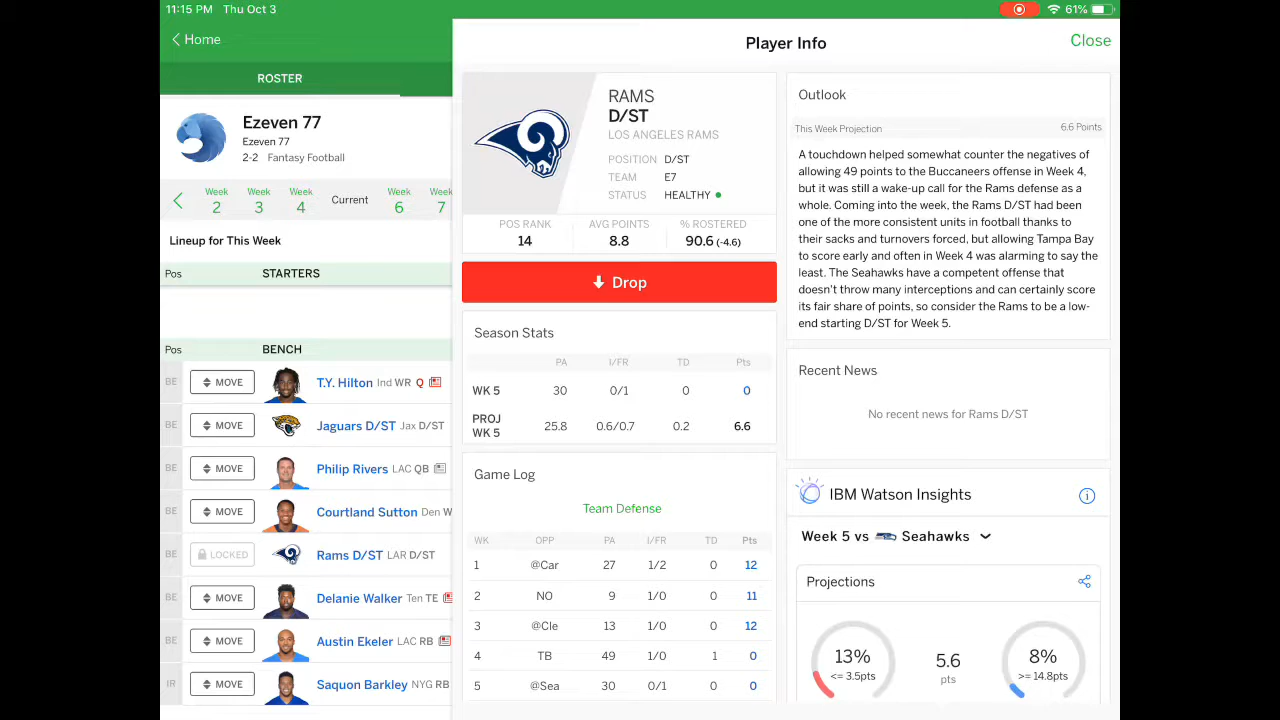 11:15 PM Thu Oct 3
61%
Home
ROSTER
Ezeven 77
Ezeven 77
2-2 Fantasy Football
Week Week Week Current Week Week
2 3 4 6 7
Lineup for This Week
Pos STARTERS
Pos BENCH
BE MOVE T.Y. Hilton Ind WR Q
BE MOVE Jaguars D/ST Jax D/ST
BE MOVE Philip Rivers LAC QB
BE MOVE Courtland Sutton Den W
BE LOCKED Rams D/ST LAR D/ST
BE MOVE Delanie Walker Ten TE
BE MOVE Austin Ekeler LAC RB
IR MOVE Saquon Barkley NYG RB
Player Info
Close
RAMS
D/ST
LOS ANGELES RAMS
POSITION D/ST
TEAM E7
STATUS HEALTHY
POS RANK AVG POINTS % ROSTERED
14 8.8 90.6 (-4.6)
Drop
Season Stats
PA I/FR TD Pts
WK 5 30 0/1 0 0
PROJ
WK 5 25.8 0.6/0.7 0.2 6.6
Game Log
Team Defense
WK OPP PA I/FR TD Pts
1 @Car 27 1/2 0 12
2 NO 9 1/0 0 11
3 @Cle 13 1/0 0 12
4 TB 49 1/0 1 0
5 @Sea 30 0/1 0 0
Outlook
This Week Projection 6.6 Points
A touchdown helped somewhat counter the negatives of
allowing 49 points to the Buccaneers offense in Week 4,
but it was still a wake-up call for the Rams defense as a
whole. Coming into the week, the Rams D/ST had been
one of the more consistent units in football thanks to
their sacks and turnovers forced, but allowing Tampa Bay
to score early and often in Week 4 was alarming to say the
least. The Seahawks have a competent offense that
doesn't throw many interceptions and can certainly score
its fair share of points, so consider the Rams to be a low-
end starting D/ST for Week 5.
Recent News
No recent news for Rams D/ST
IBM Watson Insights
Week 5 vs Seahawks
Projections
13% 5.6 8%
<= 3.5pts pts >= 14.8pts